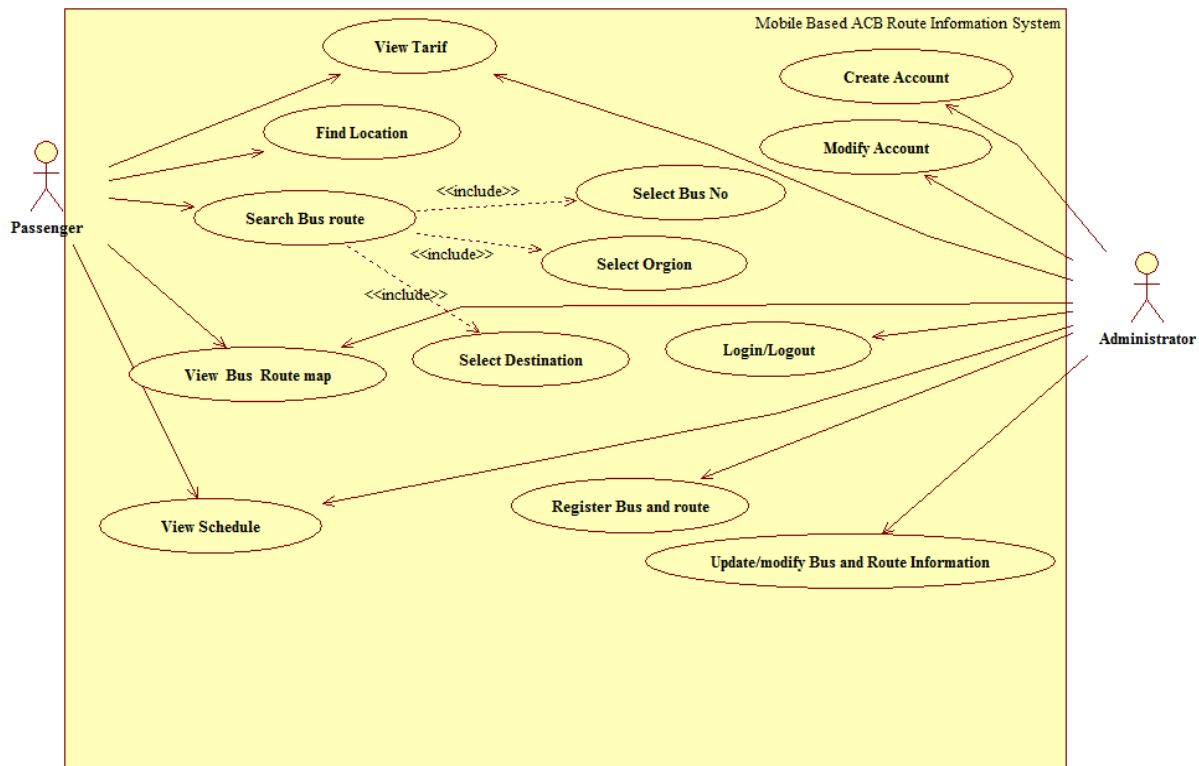 Mobile Based ACB Route Information System
View Tarif
Create Account
Find Location
Modify Account
<<include>>
Select Bus No
Search Bus route
Passenger
<<include>>
Select Orgion
<<include>>
Administrator
Login/Logout
Select Destination
View Bus Route map
Register Bus and route
View Schedule
Update/modify Bus and Route Information